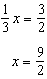 1/3 x = 3/2
x = 9/2